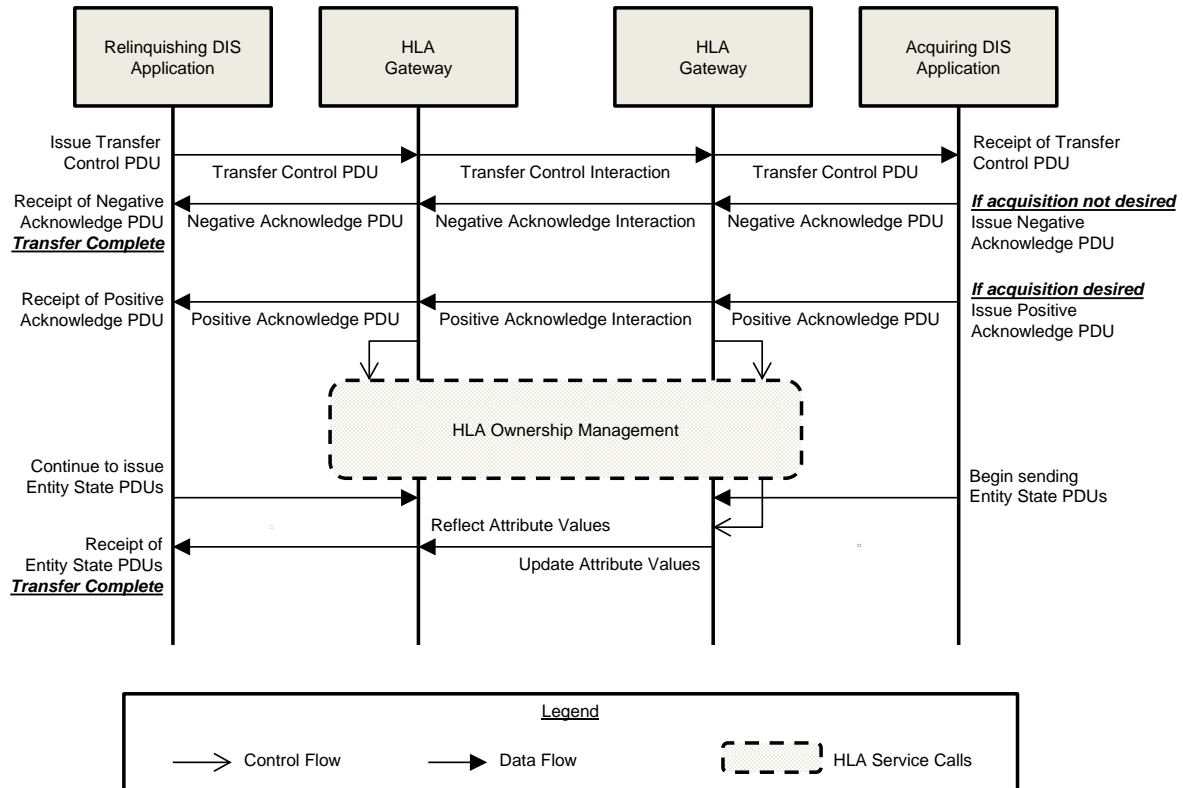 Relinquishing DIS
Application
HLA
Gateway
HLA
Gateway
Acquiring DIS
Application
Issue Transfer
Control PDU
Transfer Control PDU
Transfer Control Interaction
Transfer Control PDU
Receipt of Transfer
Control PDU
Receipt of Negative
Acknowledge PDU
Transfer Complete
Negative Acknowledge PDU
Negative Acknowledge Interaction
Negative Acknowledge PDU
If acquisition not desired
Issue Negative
Acknowledge PDU
Receipt of Positive
Acknowledge PDU
Positive Acknowledge PDU
Positive Acknowledge Interaction
Positive Acknowledge PDU
If acquisition desired
Issue Positive
Acknowledge PDU
HLA Ownership Management
Continue to issue
Entity State PDUs
Begin sending
Entity State PDUs
Reflect Attribute Values
Update Attribute Values
Receipt of
Entity State PDUs
Transfer Complete
Legend
Control Flow
Data Flow
HLA Service Calls